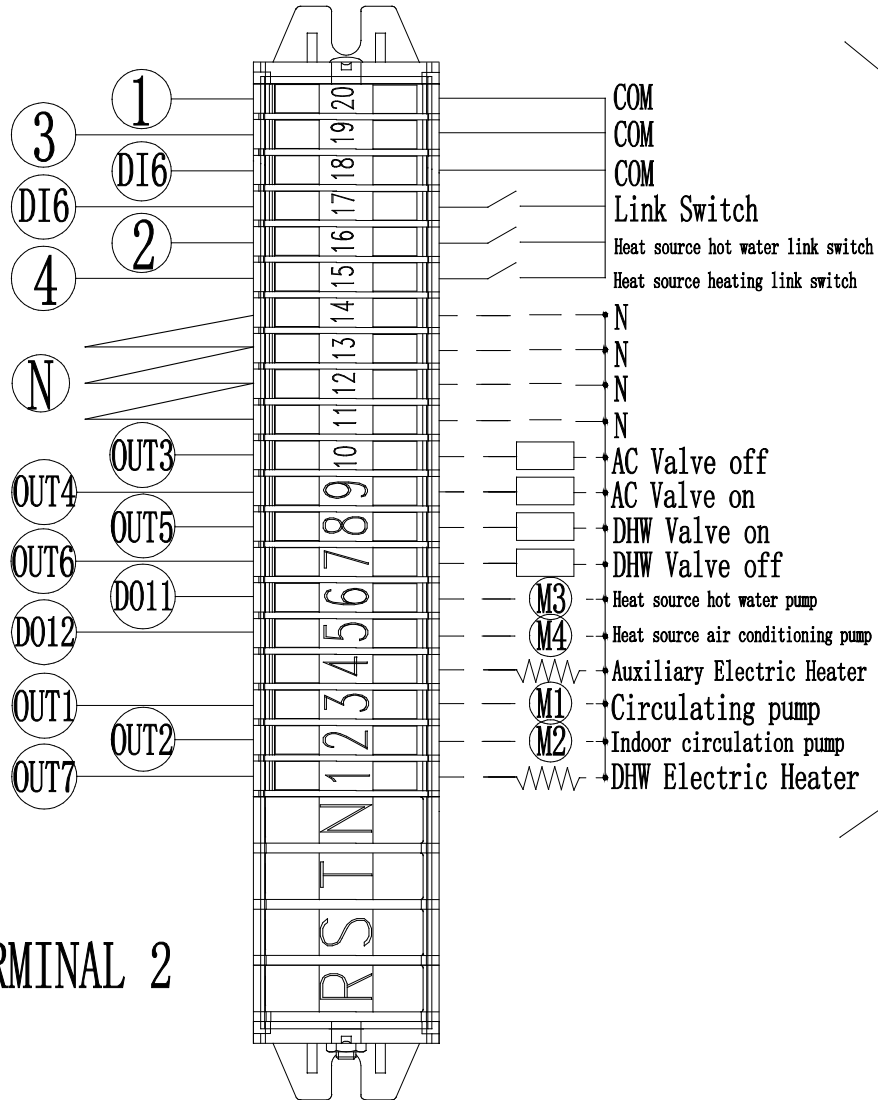 1 20 COM
3 19 COM
DI6 18 COM
DI6 17 Link Switch
2 16 Heat source hot water link switch
4 15 Heat source heating link switch
14 N
13 N
N 12 N
11 N
OUT3 10 AC Valve off
OUT4 9 AC Valve on
OUT5 8 DHW Valve on
OUT6 7 DHW Valve off
DO11 6 M3 Heat source hot water pump
DO12 5 M4 Heat source air conditioning pump
4 Auxiliary Electric Heater
OUT1 3 M1 Circulating pump
OUT2 2 M2 Indoor circulation pump
OUT7 1 DHW Electric Heater
N
T
S
RMINAL 2
R